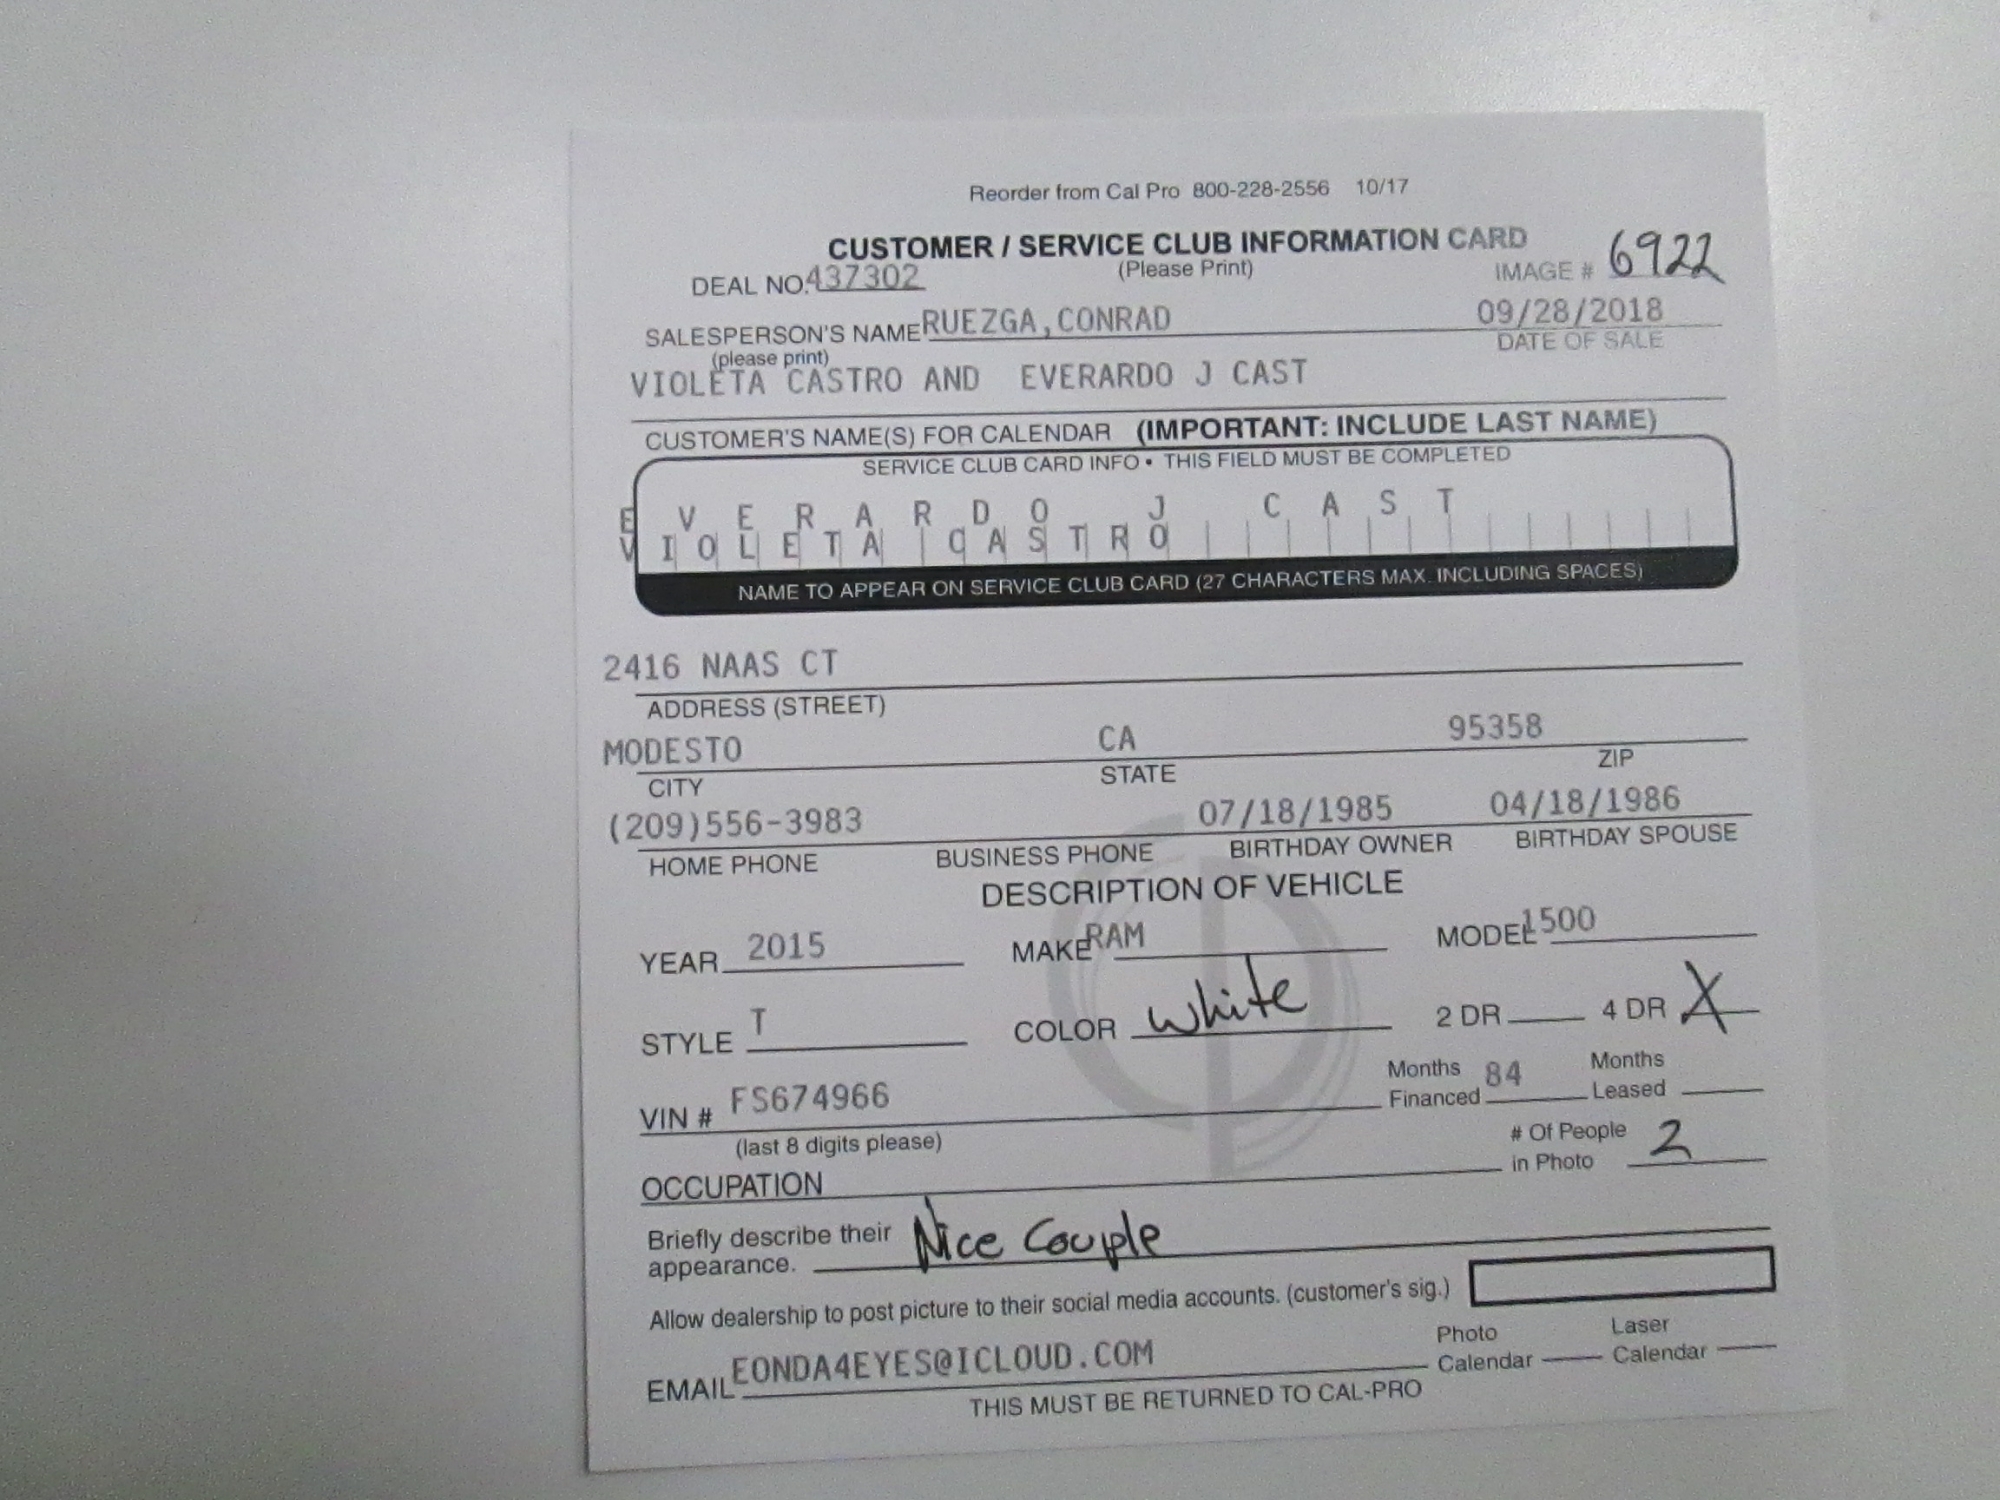 Reorder from Cal Pro 800-228-2556 10/17
CUSTOMER / SERVICE CLUB INFORMATION CARD
(Please Print)
DEAL NO. 437302 IMAGE # 6922
SALESPERSON'S NAME RUEZGA, CONRAD 09/28/2018
(please print) DATE OF SALE
VIOLETA CASTRO AND EVERARDO J CAST
CUSTOMER'S NAME(S) FOR CALENDAR (IMPORTANT: INCLUDE LAST NAME)
SERVICE CLUB CARD INFO • THIS FIELD MUST BE COMPLETED
EVERARDO J CAST
VIOLETA CASTRO
NAME TO APPEAR ON SERVICE CLUB CARD (27 CHARACTERS MAX. INCLUDING SPACES)
2416 NAAS CT
ADDRESS (STREET)
MODESTO CA 95358
CITY STATE ZIP
(209)556-3983 07/18/1985 04/18/1986
HOME PHONE BUSINESS PHONE BIRTHDAY OWNER BIRTHDAY SPOUSE
DESCRIPTION OF VEHICLE
YEAR 2015 MAKE RAM MODEL 1500
STYLE T COLOR White 2 DR 4 DR X
VIN # FS674966 Months Financed 84 Months Leased
(last 8 digits please)
# Of People in Photo 2
OCCUPATION
Briefly describe their appearance. Nice Couple
Allow dealership to post picture to their social media accounts. (customer's sig.)
EMAIL EONDA4EYES@ICLOUD.COM Photo Calendar Laser Calendar
THIS MUST BE RETURNED TO CAL-PRO